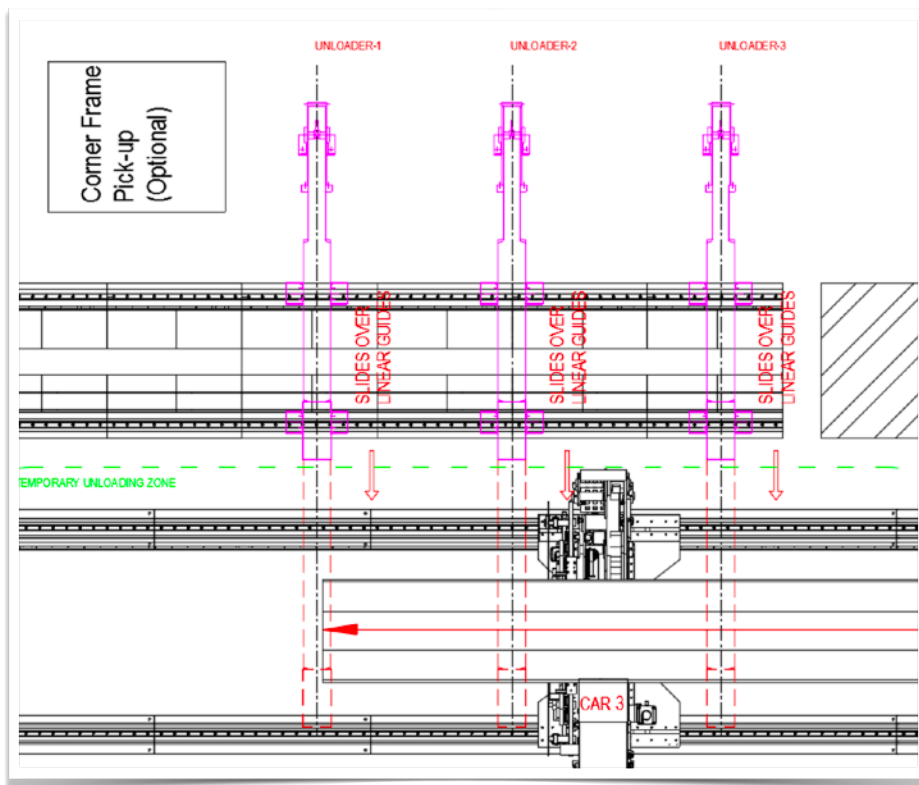 UNLOADER-1
UNLOADER-2
UNLOADER-3
Corner Frame
Pick-up
(Optional)
SLIDES OVER
LINEAR GUIDES
SLIDES OVER
LINEAR GUIDES
SLIDES OVER
LINEAR GUIDES
TEMPORARY UNLOADING ZONE
CAR 3